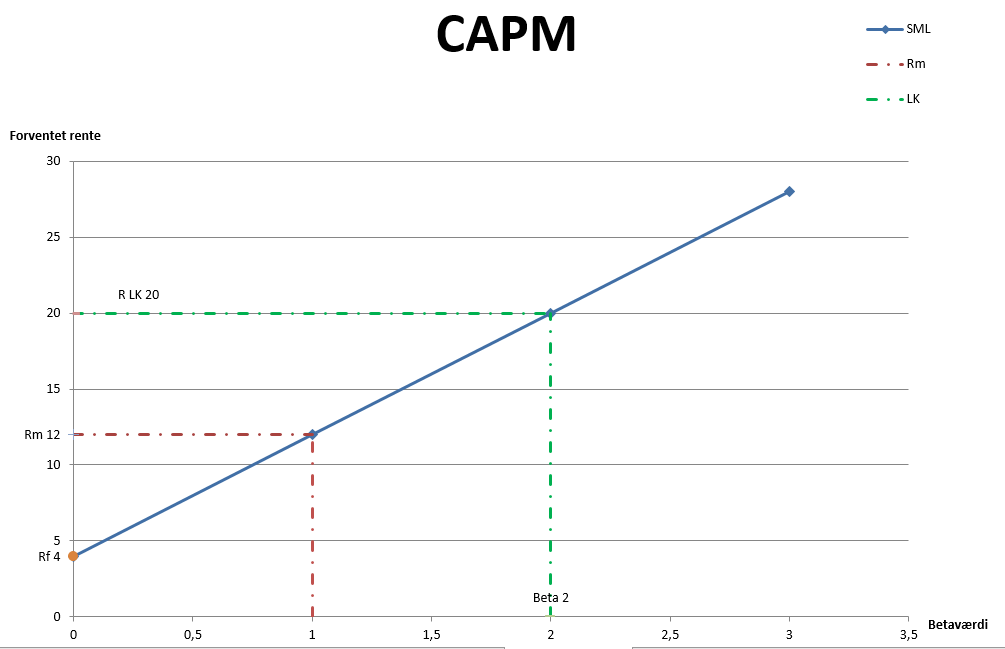 CAPM
SML
Rm
LK
Forventet rente
30
25
R LK 20
20
15
Rm 12
10
5
Rf 4
Beta 2
0
Betaværdi
0 0,5 1 1,5 2 2,5 3 3,5